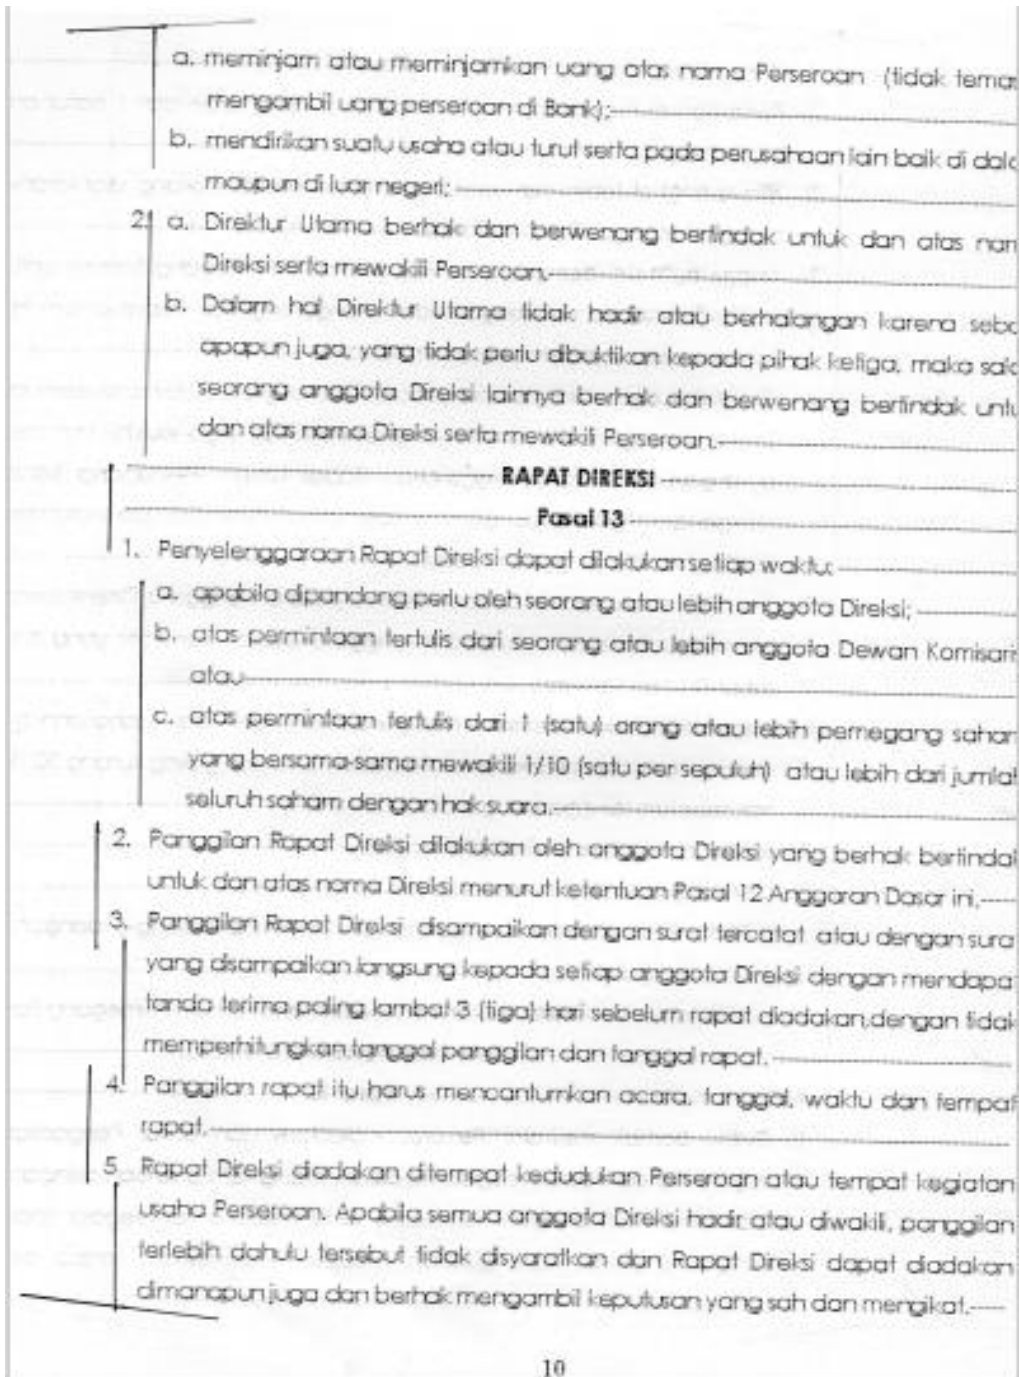 a. meminjam atau meminjamkan uang atas nama Perseroan (tidak termas
mengambil uang perseroan di Bank);
b. mendirikan suatu usaha atau turut serta pada perusahaan lain baik di dala
maupun di luar negeri;
2. a. Direktur Utama berhak dan berwenang bertindak untuk dan atas nam
Direksi serta mewakili Perseroan.
b. Dalam hal Direktur Utama tidak hadir atau berhalangan karena seba
apapun juga, yang tidak perlu dibuktikan kepada pihak ketiga, maka sala
seorang anggota Direksi lainnya berhak dan berwenang bertindak untu
dan atas nama Direksi serta mewakili Perseroan.
RAPAT DIREKSI
Pasal 13
1. Penyelenggaraan Rapat Direksi dapat dilakukan setiap waktu:
a. apabila dipandang perlu oleh seorang atau lebih anggota Direksi;
b. atas permintaan tertulis dari seorang atau lebih anggota Dewan Komisaris
atau
c. atas permintaan tertulis dari 1 (satu) orang atau lebih pemegang saham
yang bersama-sama mewakili 1/10 (satu per sepuluh) atau lebih dari jumlah
seluruh saham dengan hak suara.
2. Panggilan Rapat Direksi dilakukan oleh anggota Direksi yang berhak bertindak
untuk dan atas nama Direksi menurut ketentuan Pasal 12 Anggaran Dasar ini.
3. Panggilan Rapat Direksi disampaikan dengan surat tercatat atau dengan sura
yang disampaikan langsung kepada setiap anggota Direksi dengan mendapa
tanda terima paling lambat 3 (tiga) hari sebelum rapat diadakan,dengan tidak
memperhitungkan tanggal panggilan dan tanggal rapat.
4. Panggilan rapat itu harus mencantumkan acara, tanggal, waktu dan tempat
rapat.
5. Rapat Direksi diadakan ditempat kedudukan Perseroan atau tempat kegiatan
usaha Perseroan. Apabila semua anggota Direksi hadir atau diwakili, panggilan
terlebih dahulu tersebut tidak disyaratkan dan Rapat Direksi dapat diadakan
dimanapun juga dan berhak mengambil keputusan yang sah dan mengikat.
10